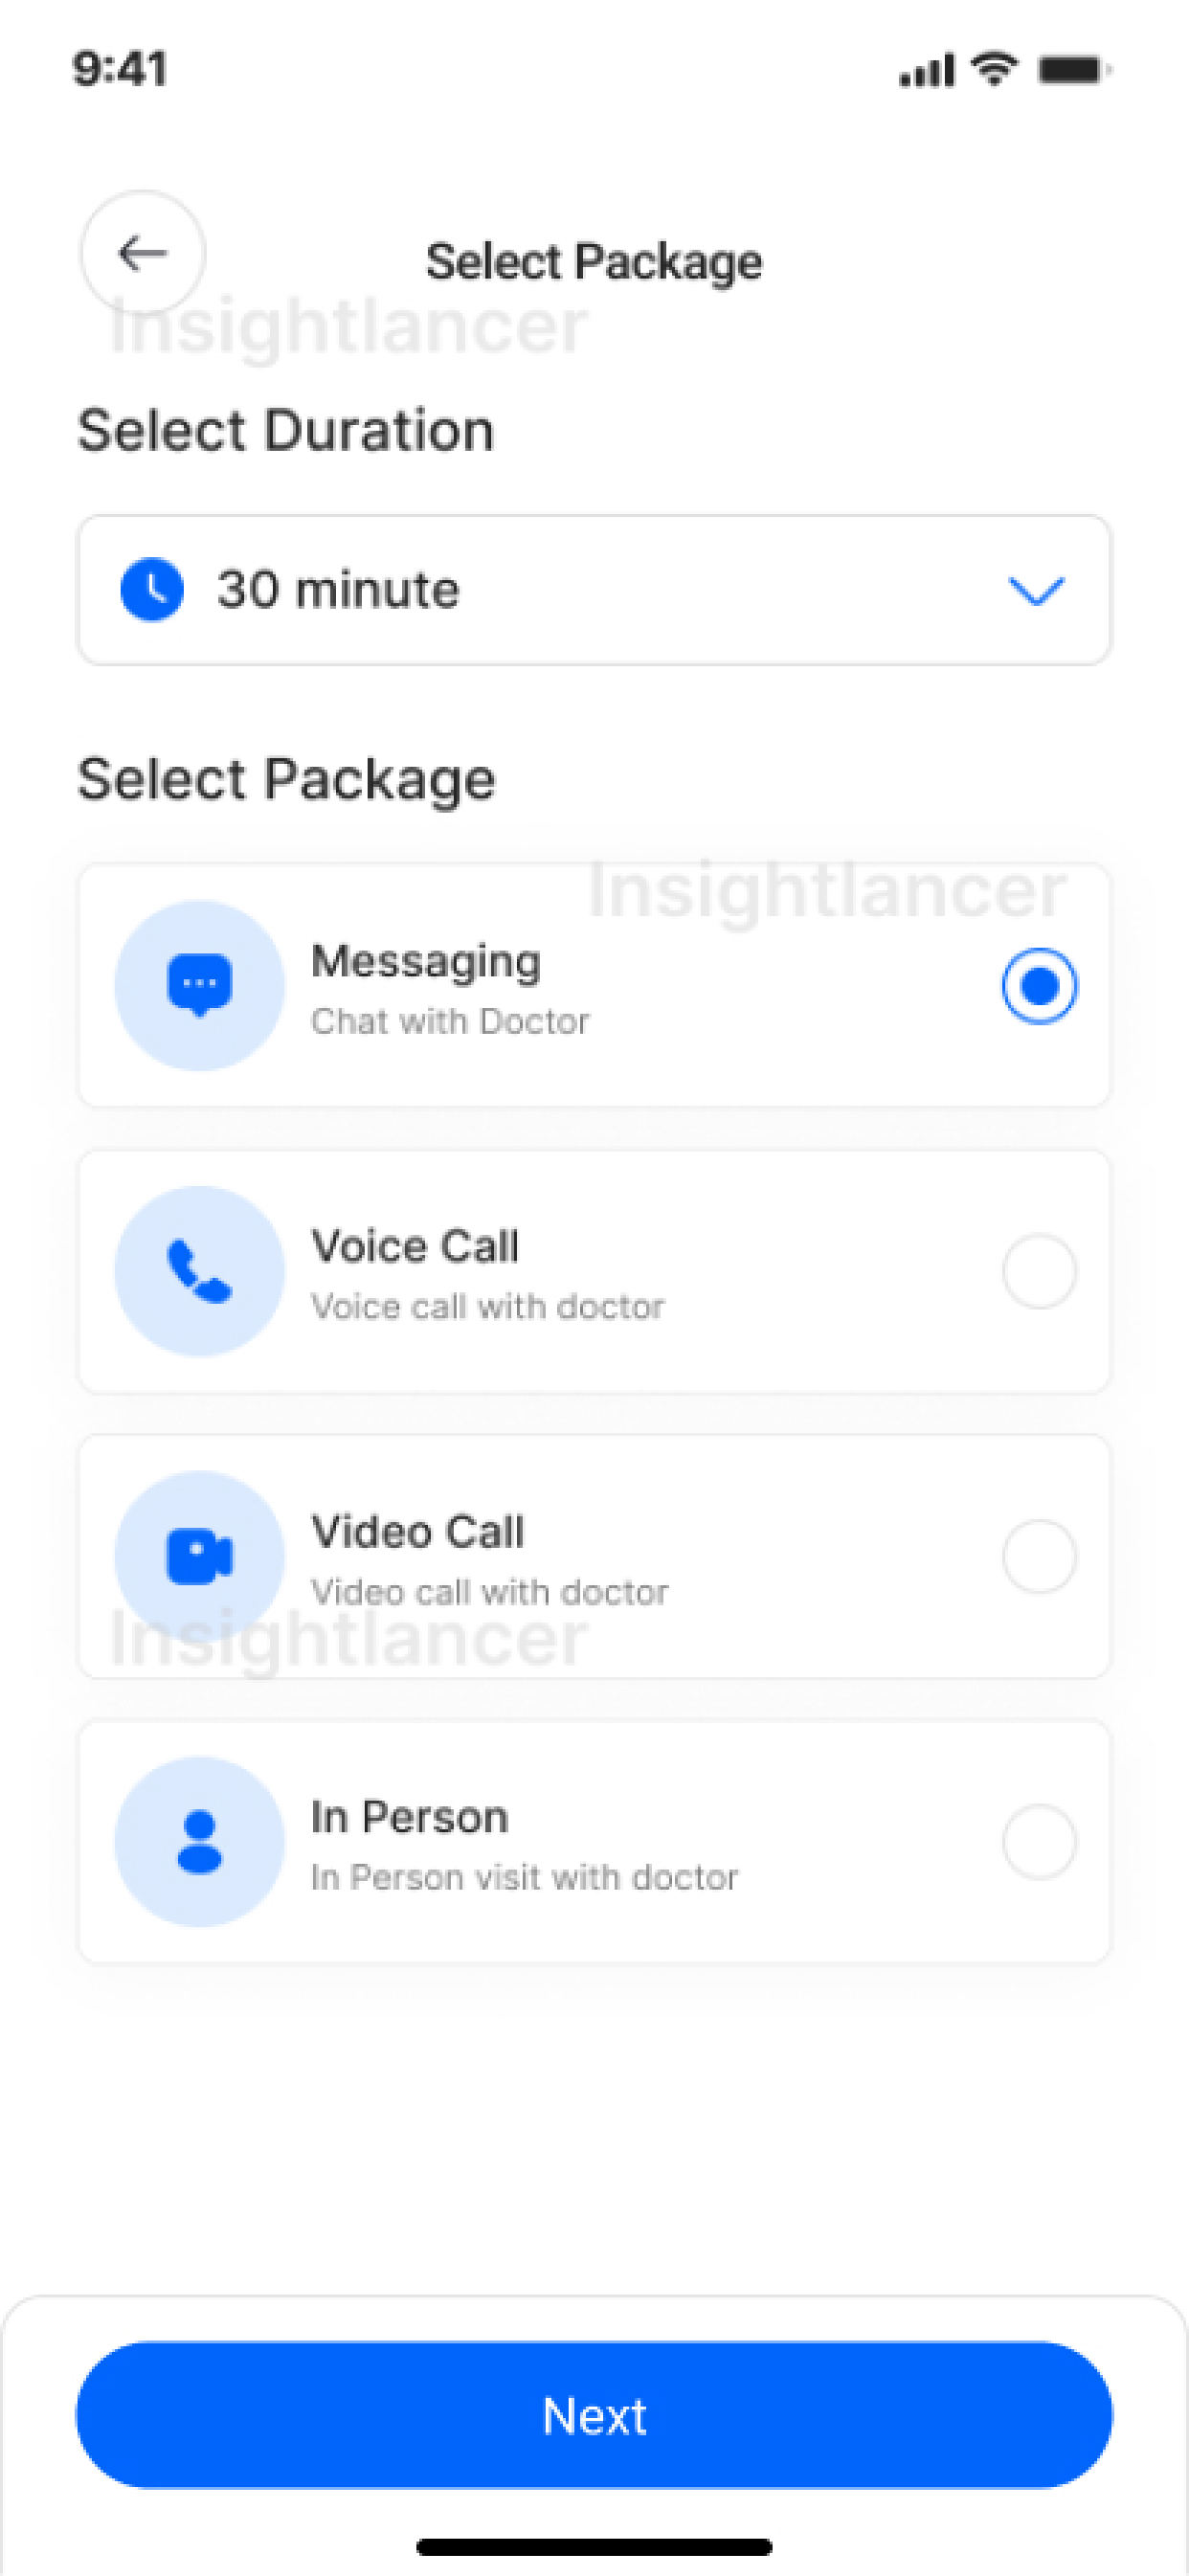 9:41
Select Package
Insightlancer
Select Duration
30 minute
Select Package
Insightlancer
Messaging
Chat with Doctor
Voice Call
Voice call with doctor
Video Call
Video call with doctor
Insightlancer
In Person
In Person visit with doctor
Next